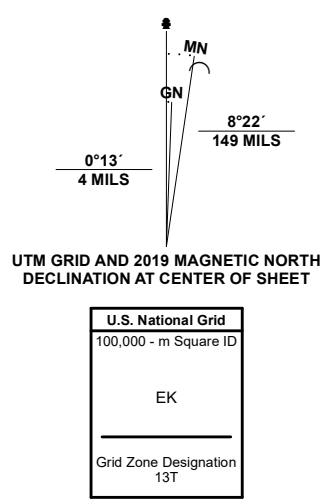 MN
GN
8°22´
149 MILS
0°13´
4 MILS
UTM GRID AND 2019 MAGNETIC NORTH
DECLINATION AT CENTER OF SHEET
U.S. National Grid
100,000 - m Square ID
EK
Grid Zone Designation
13T